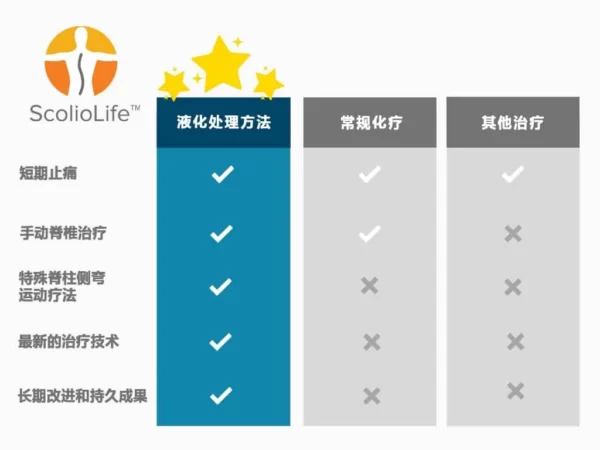 ScolioLife™
液化处理方法
常规化疗
其他治疗
短期止痛
手动脊椎治疗
特殊脊柱侧弯
运动疗法
最新的治疗技术
长期改进和持久成果